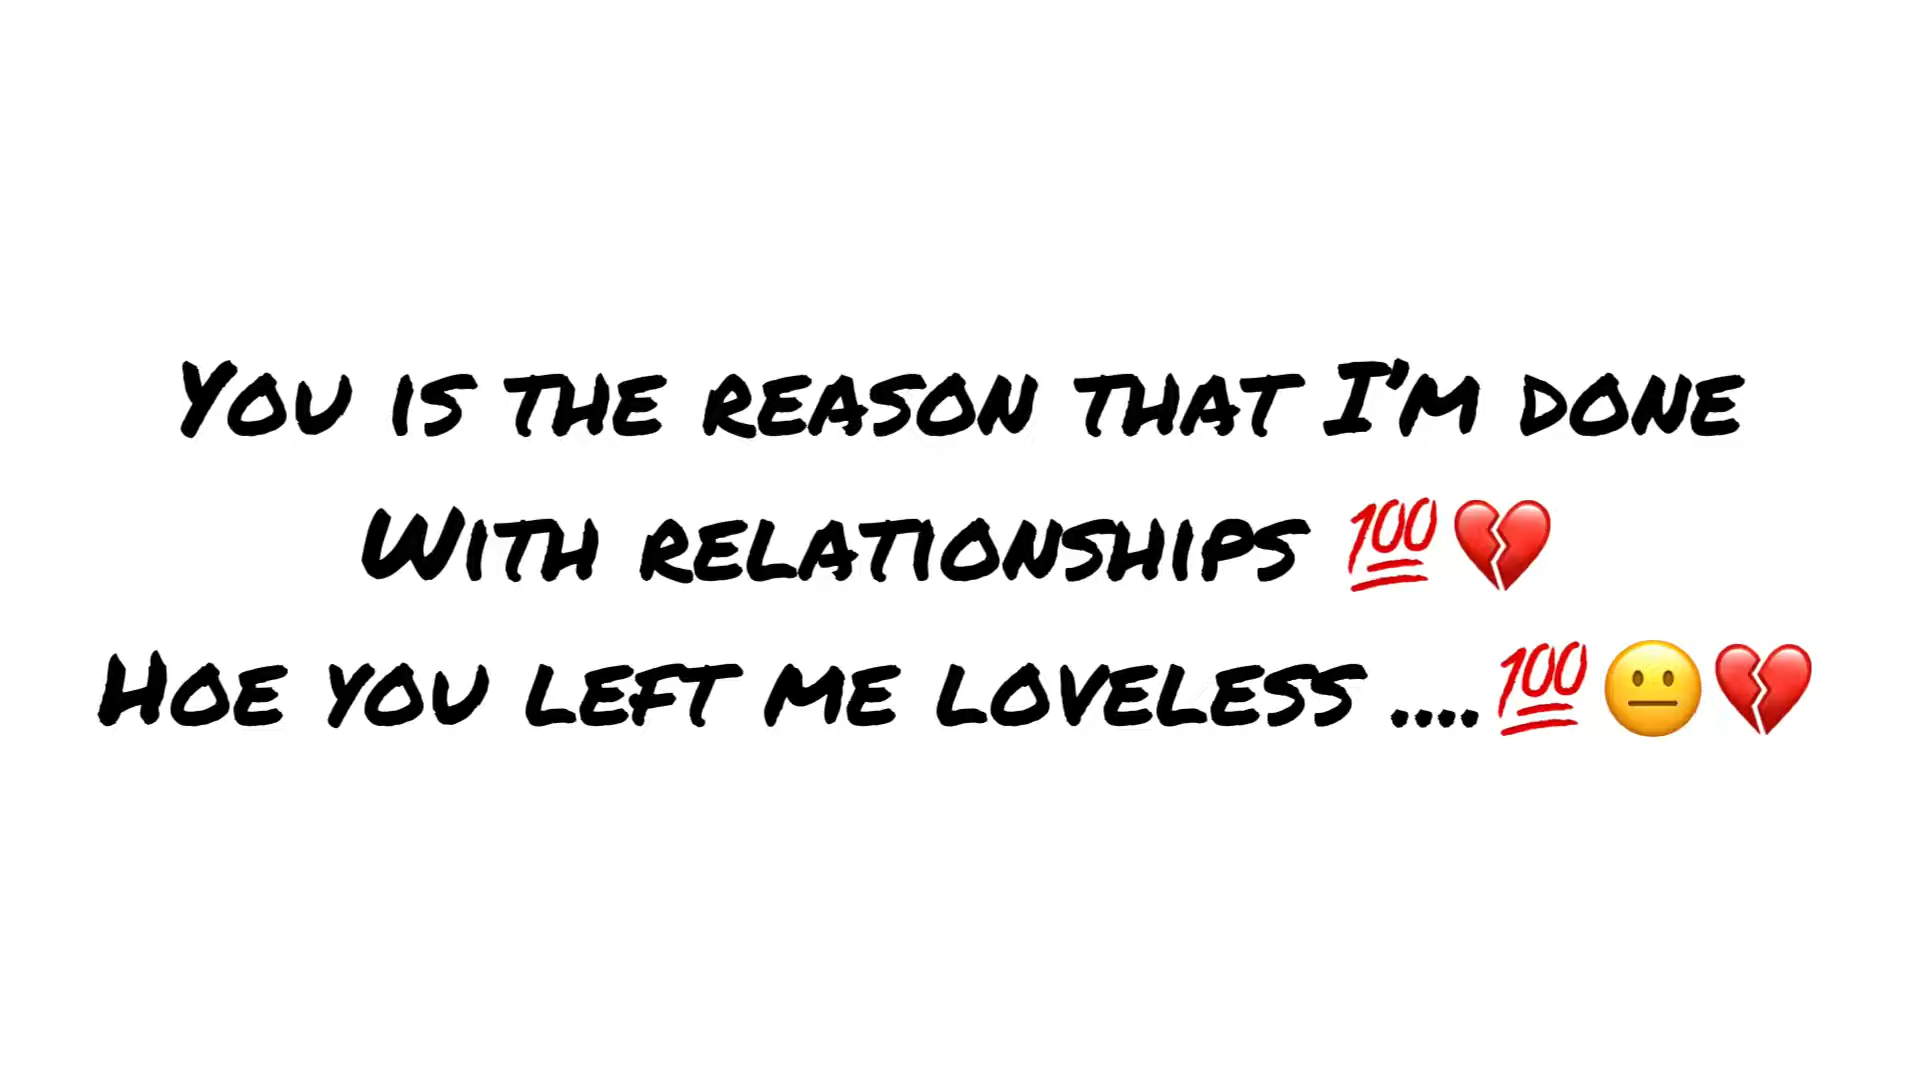 You is the reason that I’m done
With relationships 💯💔
Hoe you left me loveless ....💯😐💔